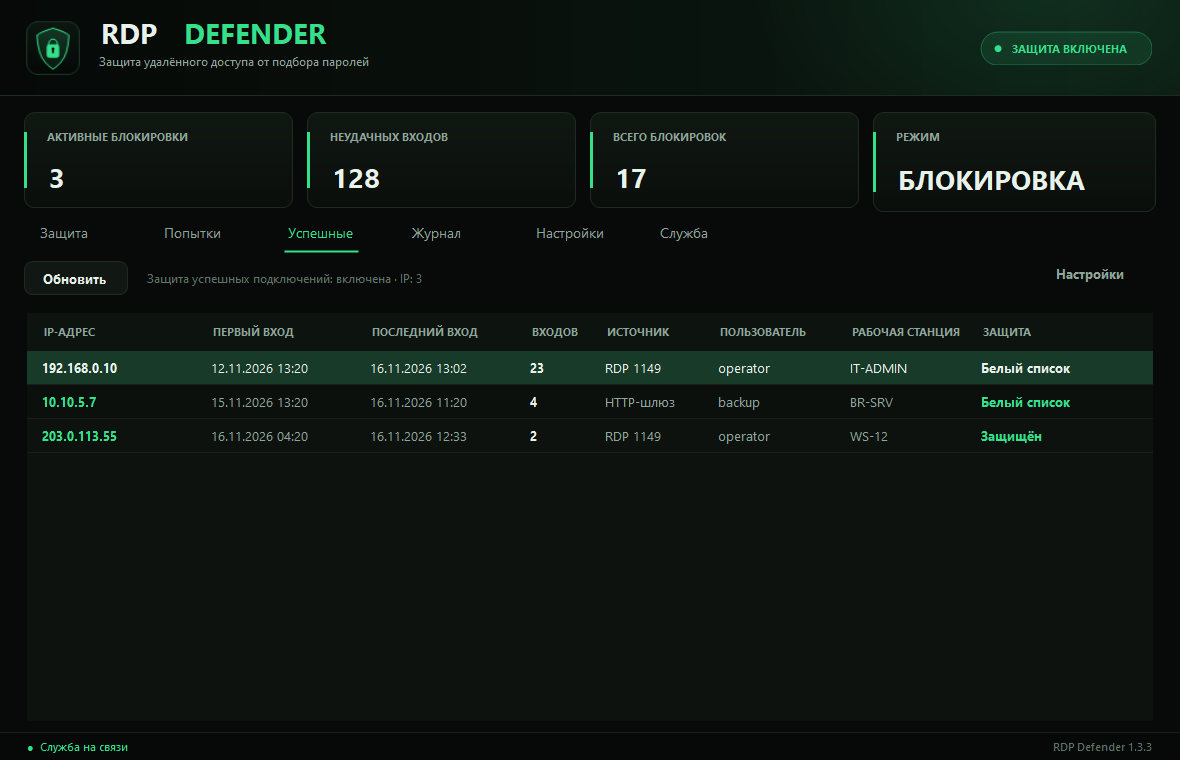 RDP DEFENDER
Защита удалённого доступа от подбора паролей
ЗАЩИТА ВКЛЮЧЕНА
АКТИВНЫЕ БЛОКИРОВКИ
3
НЕУДАЧНЫХ ВХОДОВ
128
ВСЕГО БЛОКИРОВОК
17
РЕЖИМ
БЛОКИРОВКА
Защита Попытки Успешные Журнал Настройки Служба
Обновить Защита успешных подключений: включена · IP: 3 Настройки
IP-АДРЕС ПЕРВЫЙ ВХОД ПОСЛЕДНИЙ ВХОД ВХОДОВ ИСТОЧНИК ПОЛЬЗОВАТЕЛЬ РАБОЧАЯ СТАНЦИЯ ЗАЩИТА
192.168.0.10 12.11.2026 13:20 16.11.2026 13:02 23 RDP 1149 operator IT-ADMIN Белый список
10.10.5.7 15.11.2026 13:20 16.11.2026 11:20 4 HTTP-шлюз backup BR-SRV Белый список
203.0.113.55 16.11.2026 04:20 16.11.2026 12:33 2 RDP 1149 operator WS-12 Защищён
Служба на связи
RDP Defender 1.3.3